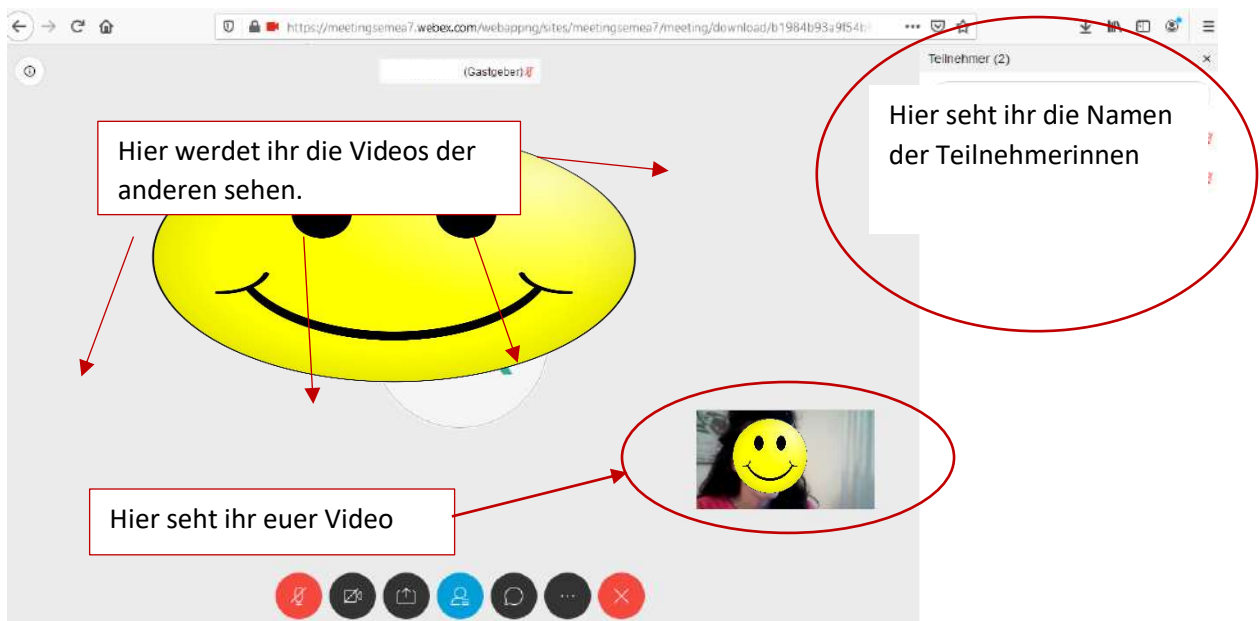 https://meetingsemea7.webex.com/webappng/sites/meetingsemea7/meeting/download/b1984b93a9f54b
(Gastgeber)
Teilnehmer (2)
Hier werdet ihr die Videos der
anderen sehen.
Hier seht ihr die Namen
der Teilnehmerinnen
Hier seht ihr euer Video